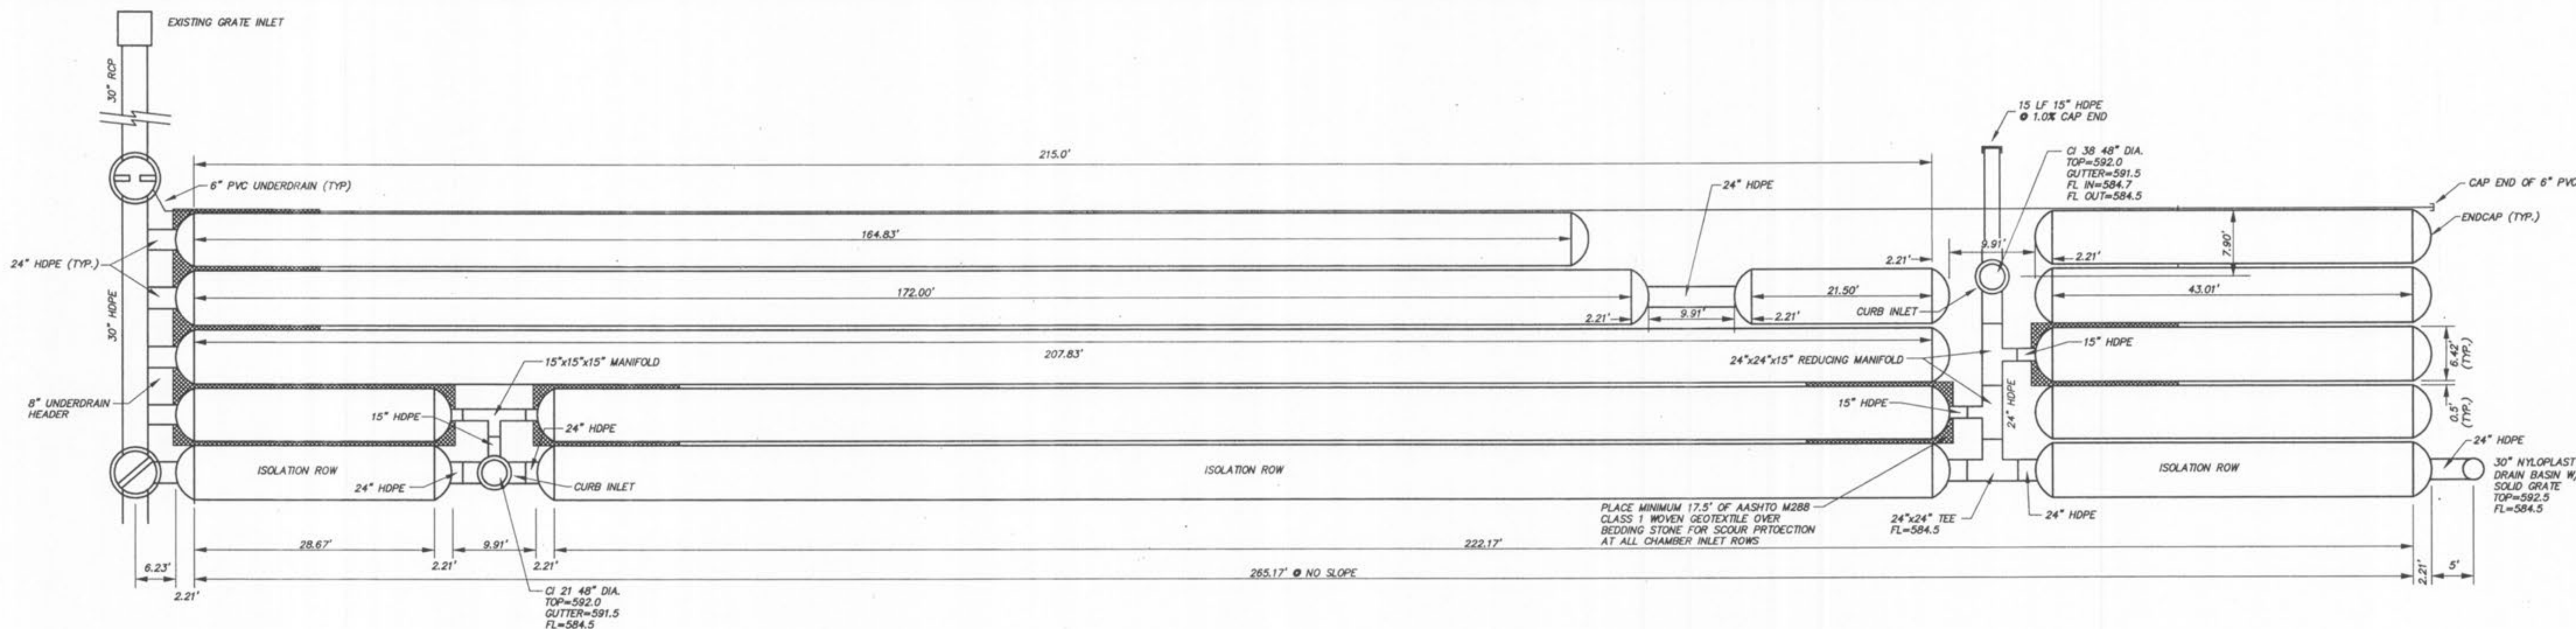 EXISTING GRATE INLET
30" RCP
15 LF 15" HDPE
@ 1.0% CAP END
215.0'
CI 38 48" DIA.
TOP=592.0
GUTTER=591.5
FL IN=584.7
FL OUT=584.5
6" PVC UNDERDRAIN (TYP)
24" HDPE
CAP END OF 6" PVC
ENDCAP (TYP.)
164.83'
9.91'
7.90'
24" HDPE (TYP.)
2.21'
2.21'
30" HDPE
172.00'
21.50'
43.01'
2.21'
9.91'
2.21'
CURB INLET
207.83'
15"x15"x15" MANIFOLD
24"x24"x15" REDUCING MANIFOLD
15" HDPE
6.42'
(TYP.)
8" UNDERDRAIN
HEADER
15" HDPE
24" HDPE
15" HDPE
24" HDPE
0.5'
(TYP.)
24" HDPE
ISOLATION ROW
ISOLATION ROW
ISOLATION ROW
30" NYLOPLAST
DRAIN BASIN W/
SOLID GRATE
TOP=592.5
FL=584.5
24" HDPE
CURB INLET
PLACE MINIMUM 17.5' OF AASHTO M288
CLASS 1 WOVEN GEOTEXTILE OVER
BEDDING STONE FOR SCOUR PRTOECTION
AT ALL CHAMBER INLET ROWS
24"x24" TEE
FL=584.5
24" HDPE
28.67'
9.91'
222.17'
6.23'
2.21'
2.21'
2.21'
265.17' @ NO SLOPE
2.21'
5'
CI 21 48" DIA.
TOP=592.0
GUTTER=591.5
FL=584.5